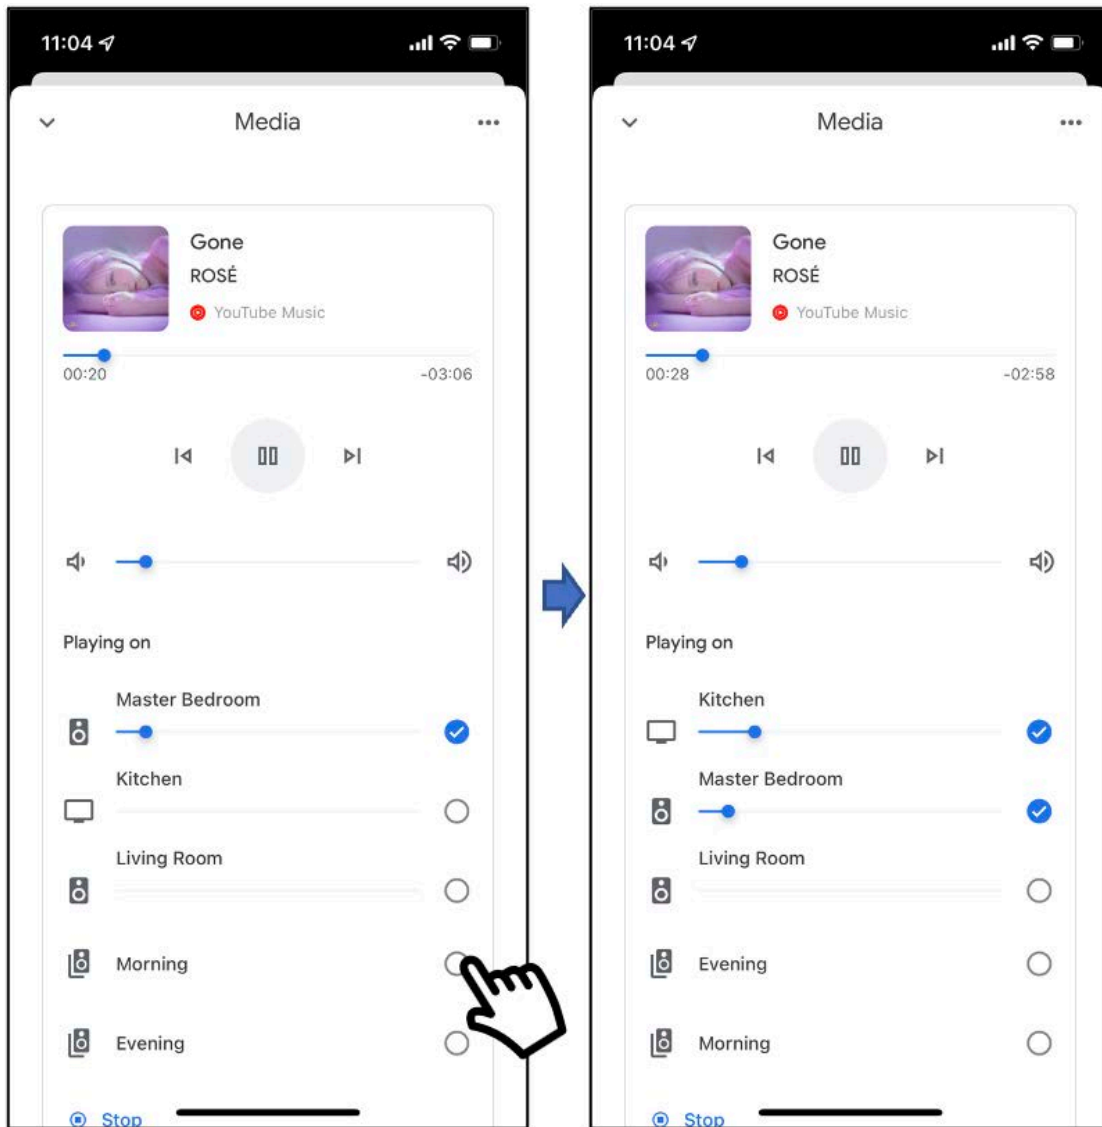 11:04
Media
Gone
ROSÉ
YouTube Music
00:20
-03:06
Playing on
Master Bedroom
Kitchen
Living Room
Morning
Evening
Stop
11:04
Media
Gone
ROSÉ
YouTube Music
00:28
-02:58
Playing on
Kitchen
Master Bedroom
Living Room
Evening
Morning
Stop